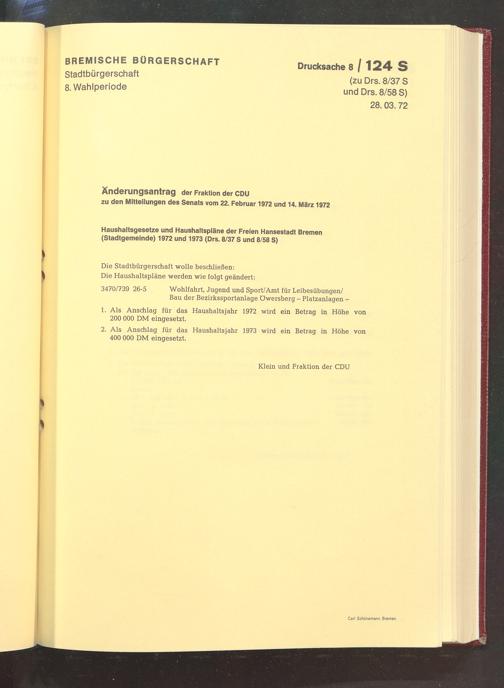 BREMISCHE BÜRGERSCHAFT
Stadtbürgerschaft
8. Wahlperiode
Drucksache 8 / 124 S
(zu Drs. 8/37 S
und Drs. 8/58 S)
28. 03. 72
Änderungsantrag der Fraktion der CDU
zu den Mitteilungen des Senats vom 22. Februar 1972 und 14. März 1972
Haushaltsgesetze und Haushaltspläne der Freien Hansestadt Bremen
(Stadtgemeinde) 1972 und 1973 (Drs. 8/37 S und 8/58 S)
Die Stadtbürgerschaft wolle beschließen:
Die Haushaltspläne werden wie folgt geändert:
3470/739 26-5 Wohlfahrt, Jugend und Sport/Amt für Leibesübungen/
Bau der Bezirkssportanlage Owersberg – Platzanlagen –
1. Als Anschlag für das Haushaltsjahr 1972 wird ein Betrag in Höhe von
200 000 DM eingesetzt.
2. Als Anschlag für das Haushaltsjahr 1973 wird ein Betrag in Höhe von
400 000 DM eingesetzt.
Klein und Fraktion der CDU
Carl Schünemann, Bremen